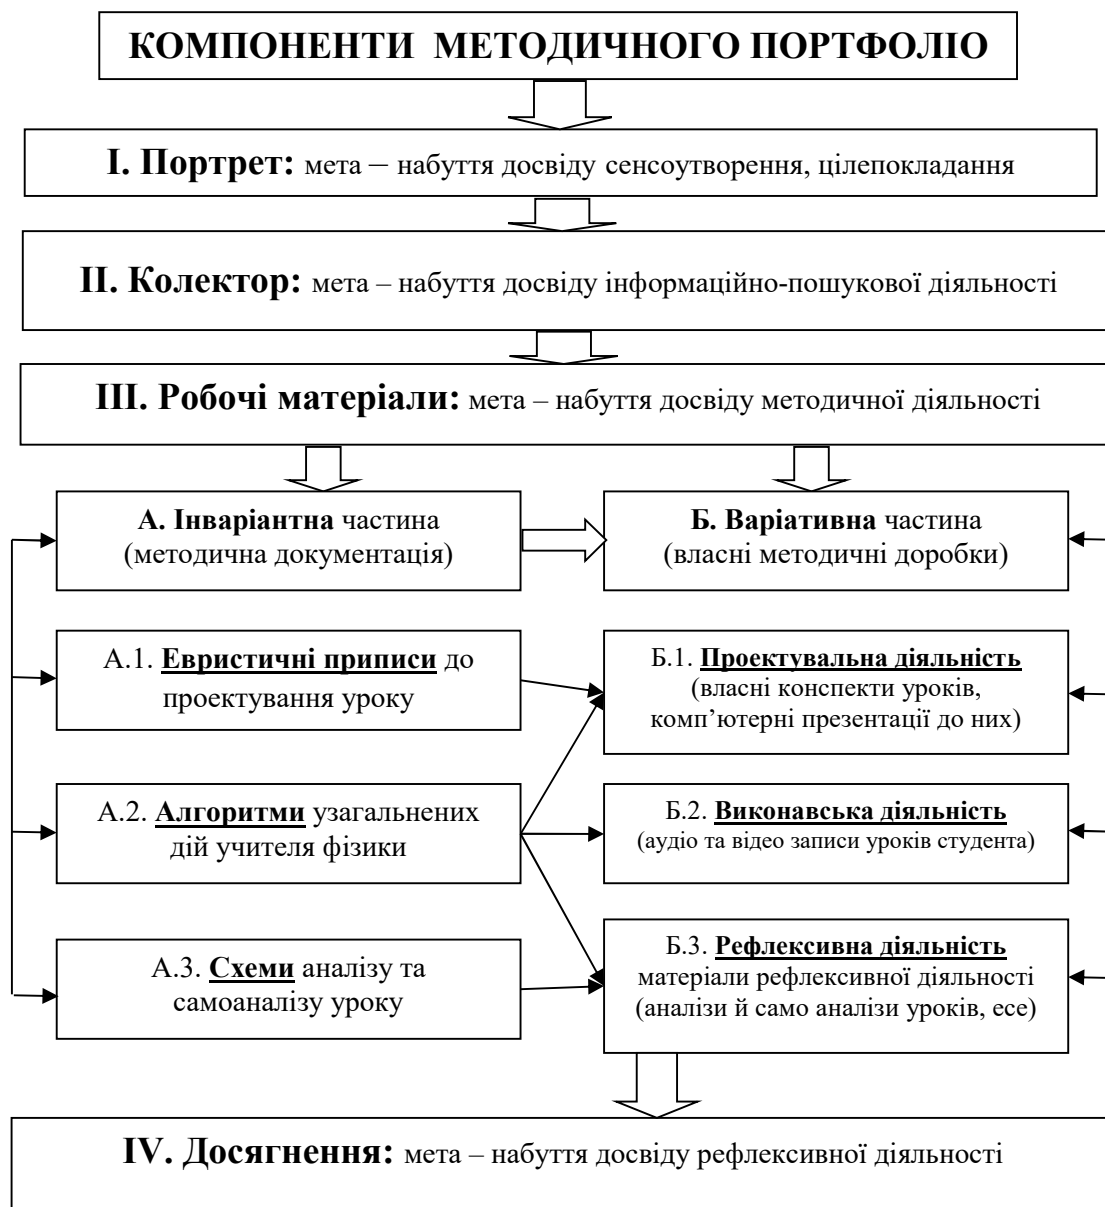 КОМПОНЕНТИ МЕТОДИЧНОГО ПОРТФОЛІО
І. Портрет: мета – набуття досвіду сенсоутворення, цілепокладання
ІІ. Колектор: мета – набуття досвіду інформаційно-пошукової діяльності
ІІІ. Робочі матеріали: мета – набуття досвіду методичної діяльності
А. Інваріантна частина
(методична документація)
Б. Варіативна частина
(власні методичні доробки)
А.1. Евристичні приписи до
проектування уроку
Б.1. Проектувальна діяльність
(власні конспекти уроків,
комп’ютерні презентації до них)
А.2. Алгоритми узагальнених
дій учителя фізики
Б.2. Виконавська діяльність
(аудіо та відео записи уроків студента)
А.3. Схеми аналізу та
самоаналізу уроку
Б.3. Рефлексивна діяльність
матеріали рефлексивної діяльності
(аналізи й само аналізи уроків, есе)
IV. Досягнення: мета – набуття досвіду рефлексивної діяльності